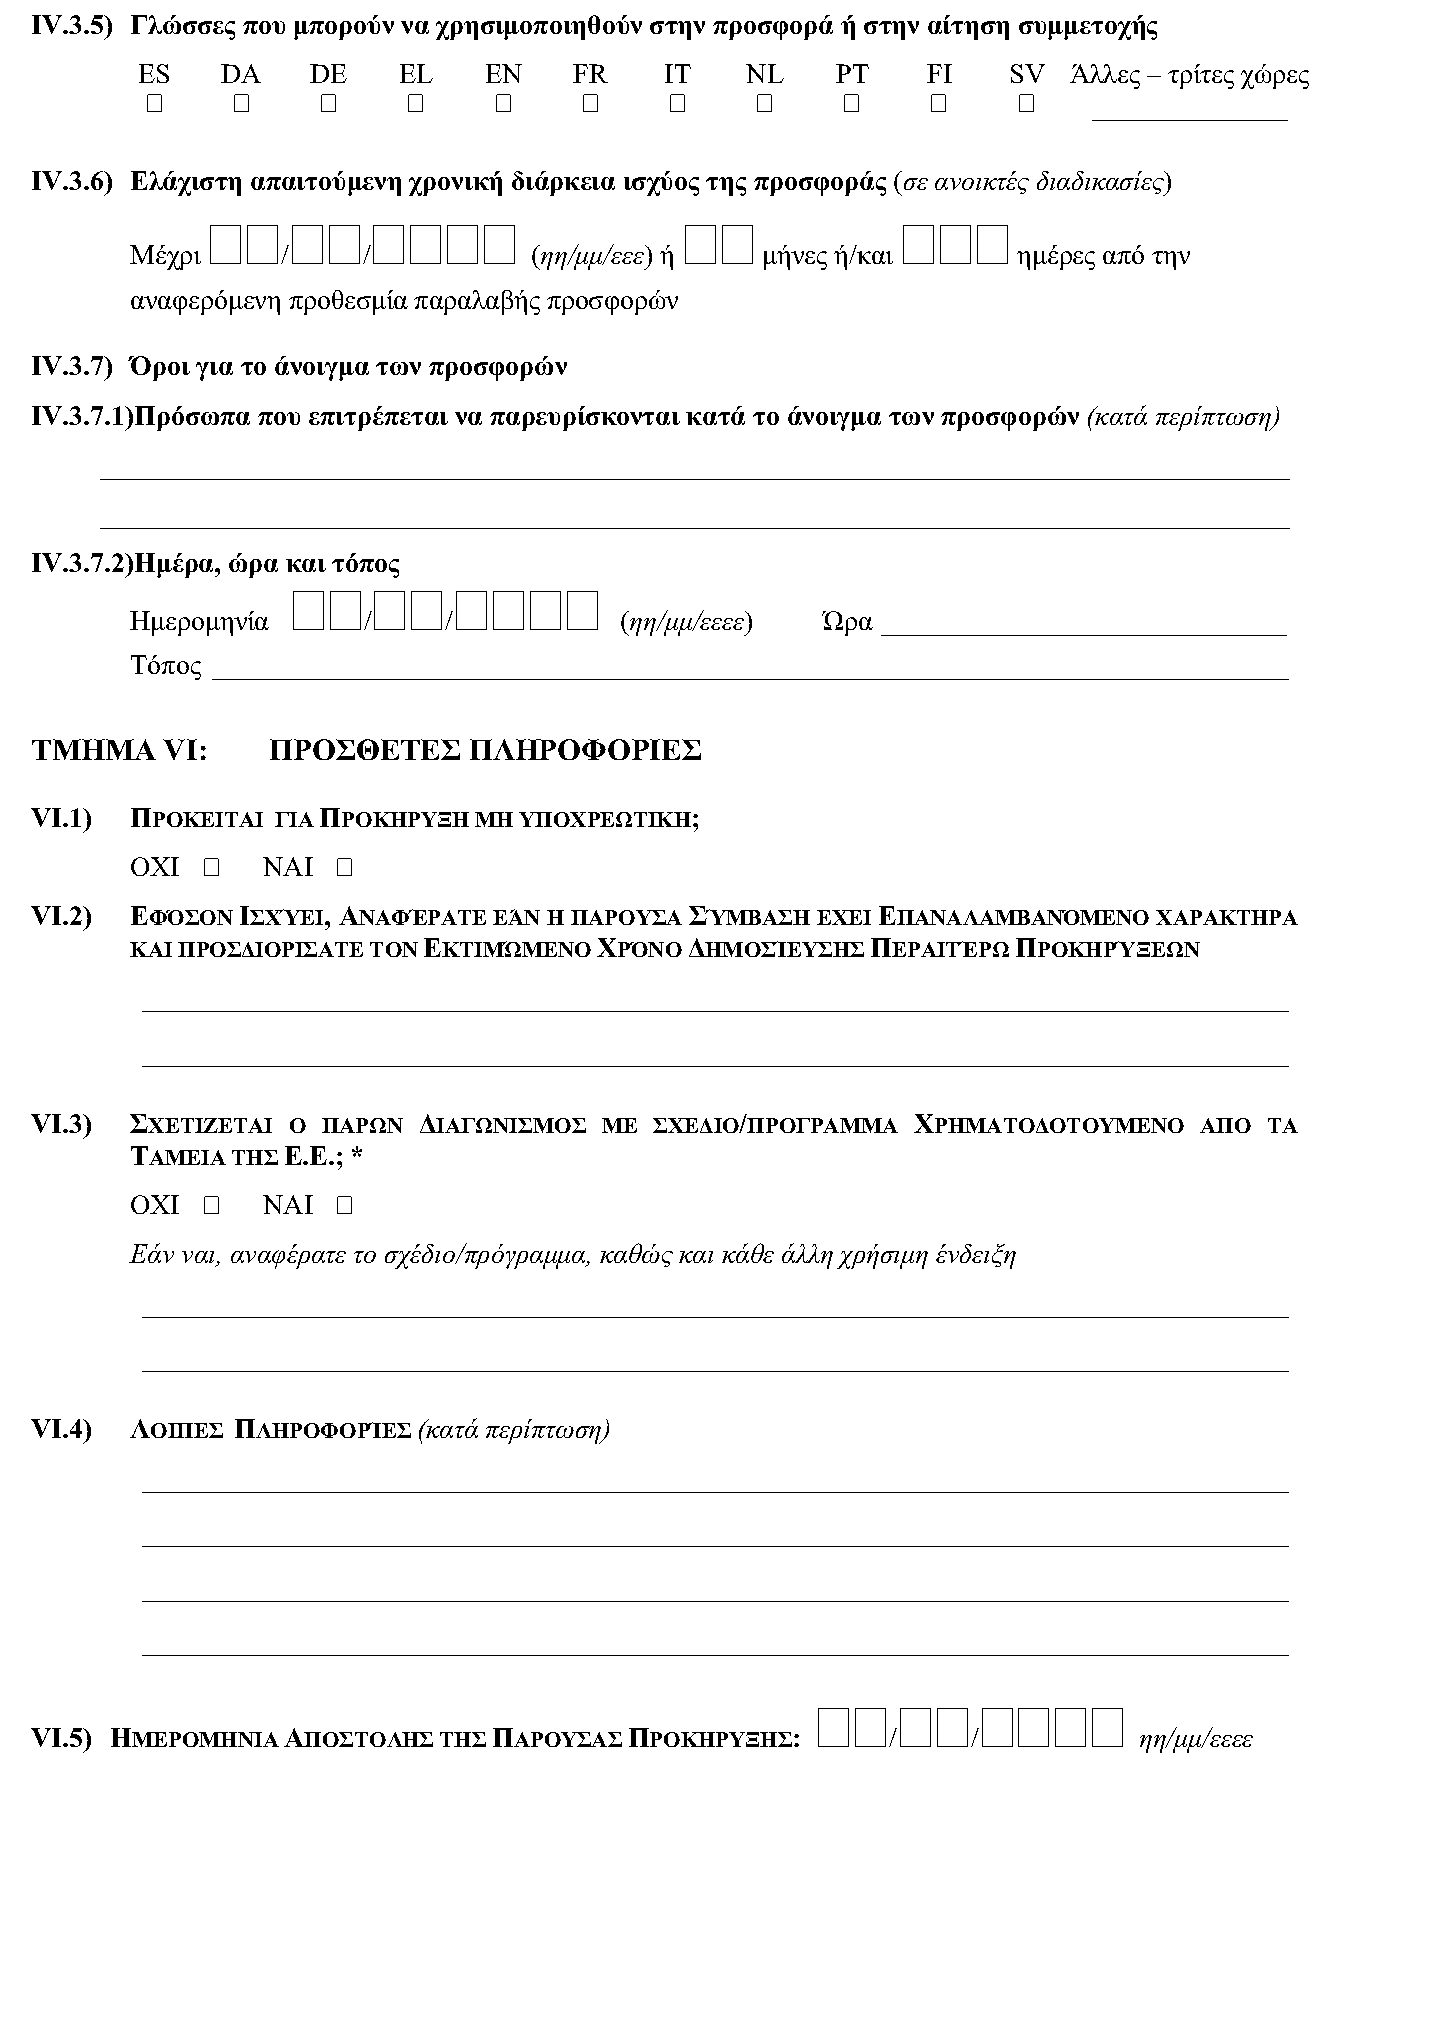 IV.3.5) Γλώσσες που μπορούν να χρησιμοποιηθούν στην προσφορά ή στην αίτηση συμμετοχής
ES DA DE EL EN FR IT NL PT FI SV Άλλες – τρίτες χώρες
IV.3.6) Ελάχιστη απαιτούμενη χρονική διάρκεια ισχύος της προσφοράς (σε ανοικτές διαδικασίες)
Μέχρι □□/□□/□□□□ (ηη/μμ/εεε) ή □□ μήνες ή/και □□□ ημέρες από την
αναφερόμενη προθεσμία παραλαβής προσφορών
IV.3.7) Όροι για το άνοιγμα των προσφορών
IV.3.7.1)Πρόσωπα που επιτρέπεται να παρευρίσκονται κατά το άνοιγμα των προσφορών (κατά περίπτωση)
IV.3.7.2)Ημέρα, ώρα και τόπος
Ημερομηνία □□/□□/□□□□ (ηη/μμ/εεεε) Ώρα
Τόπος
ΤΜΗΜΑ VI: ΠΡΟΣΘΕΤΕΣ ΠΛΗΡΟΦΟΡΙΕΣ
VI.1) ΠΡΟΚΕΙΤΑΙ ΓΙΑ ΠΡΟΚΗΡΥΞΗ ΜΗ ΥΠΟΧΡΕΩΤΙΚΗ;
ΟΧΙ □ ΝΑΙ □
VI.2) ΕΦΌΣΟΝ ΙΣΧΎΕΙ, ΑΝΑΦΈΡΑΤΕ ΕΆΝ Η ΠΑΡΟΥΣΑ ΣΎΜΒΑΣΗ ΕΧΕΙ ΕΠΑΝΑΛΑΜΒΑΝΌΜΕΝΟ ΧΑΡΑΚΤΗΡΑ
ΚΑΙ ΠΡΟΣΔΙΟΡΙΣΑΤΕ ΤΟΝ ΕΚΤΙΜΏΜΕΝΟ ΧΡΌΝΟ ΔΗΜΟΣΊΕΥΣΗΣ ΠΕΡΑΙΤΈΡΩ ΠΡΟΚΗΡΎΞΕΩΝ
VI.3) ΣΧΕΤΙΖΕΤΑΙ Ο ΠΑΡΩΝ ΔΙΑΓΩΝΙΣΜΟΣ ΜΕ ΣΧΕΔΙΟ/ΠΡΟΓΡΑΜΜΑ ΧΡΗΜΑΤΟΔΟΤΟΥΜΕΝΟ ΑΠΟ ΤΑ
ΤΑΜΕΙΑ ΤΗΣ Ε.Ε.; *
ΟΧΙ □ ΝΑΙ □
Εάν ναι, αναφέρατε το σχέδιο/πρόγραμμα, καθώς και κάθε άλλη χρήσιμη ένδειξη
VI.4) ΛΟΙΠΕΣ ΠΛΗΡΟΦΟΡΊΕΣ (κατά περίπτωση)
VI.5) ΗΜΕΡΟΜΗΝΙΑ ΑΠΟΣΤΟΛΗΣ ΤΗΣ ΠΑΡΟΥΣΑΣ ΠΡΟΚΗΡΥΞΗΣ: □□/□□/□□□□ ηη/μμ/εεεε